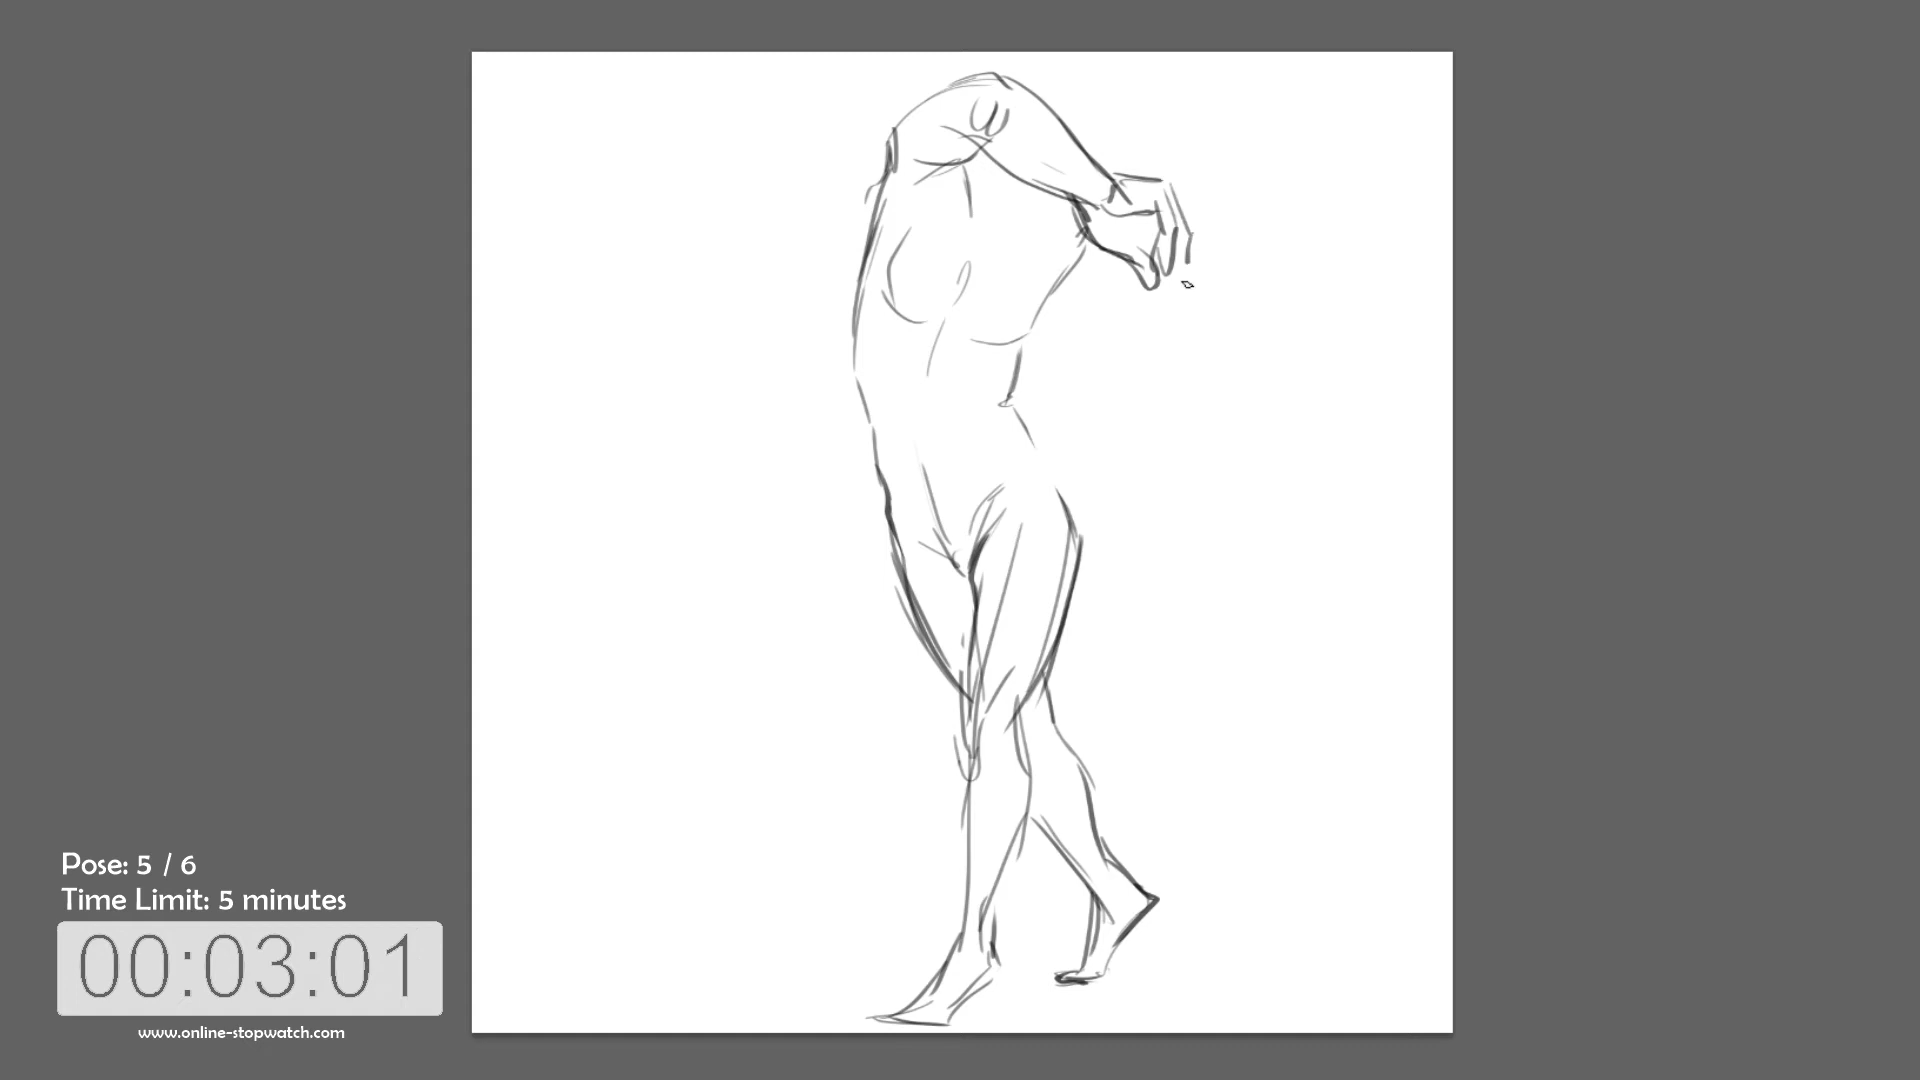 Pose: 5 / 6
Time Limit: 5 minutes
00:03:01
www.online-stopwatch.com